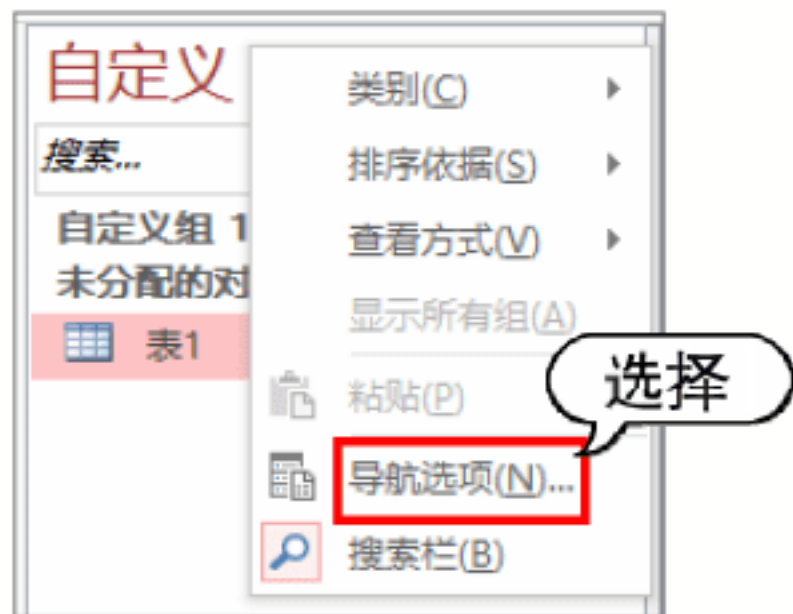 自定义
搜索...
自定义组 1
未分配的对
表1
类别(C)
排序依据(S)
查看方式(V)
显示所有组(A)
粘贴(P)
导航选项(N)...
搜索栏(B)
选择